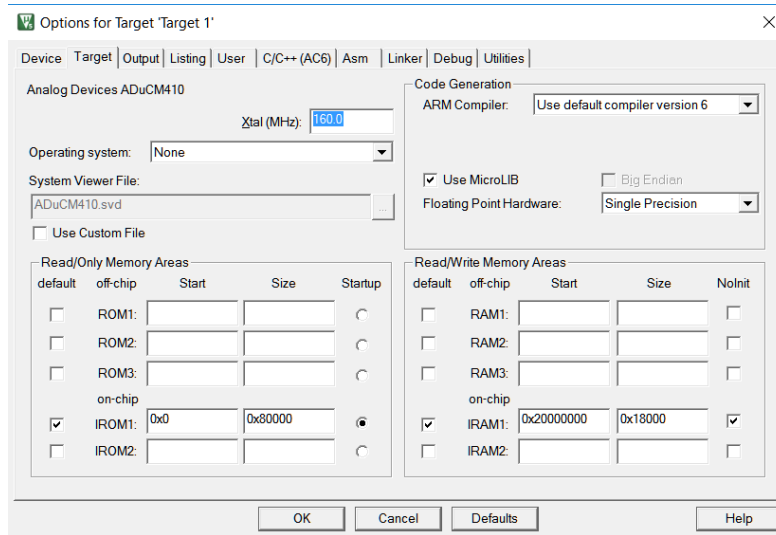 Options for Target 'Target 1'
Device Target Output Listing User C/C++ (AC6) Asm Linker Debug Utilities
Analog Devices ADuCM410
Xtal (MHz): 160.0
Operating system: None
System Viewer File:
ADuCM410.svd
...
Use Custom File
Code Generation
ARM Compiler: Use default compiler version 6
Use MicroLIB Big Endian
Floating Point Hardware: Single Precision
Read/Only Memory Areas
default off-chip Start Size Startup
ROM1:
ROM2:
ROM3:
on-chip
IROM1: 0x0 0x80000
IROM2:
Read/Write Memory Areas
default off-chip Start Size NoInit
RAM1:
RAM2:
RAM3:
on-chip
IRAM1: 0x20000000 0x18000
IRAM2:
OK Cancel Defaults Help